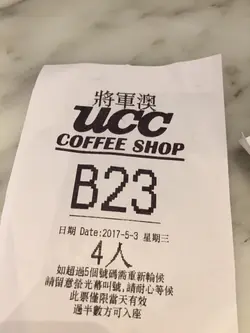 將軍澳
ucc
COFFEE SHOP
B23
日期 Date:2017-5-3 星期三
4人
如超過5個號碼需重新輪候
請留意螢光幕叫號,請耐心等候
此票僅限當天有效
過半數方可入座